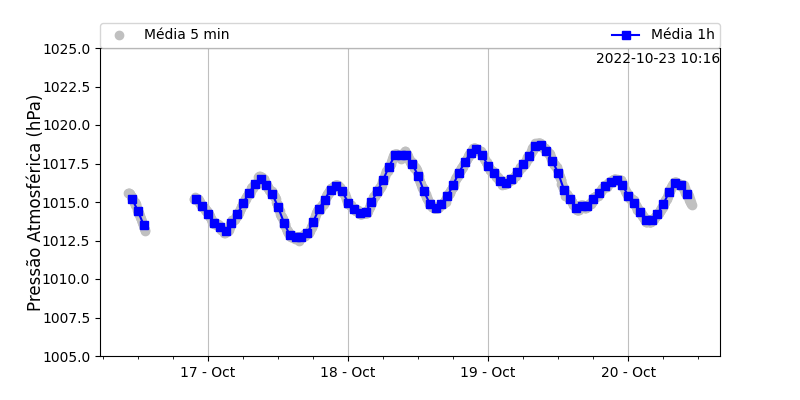 Média 5 min
Média 1h
2022-10-23 10:16
Pressão Atmosférica (hPa)
1025.0
1022.5
1020.0
1017.5
1015.0
1012.5
1010.0
1007.5
1005.0
17 - Oct
18 - Oct
19 - Oct
20 - Oct